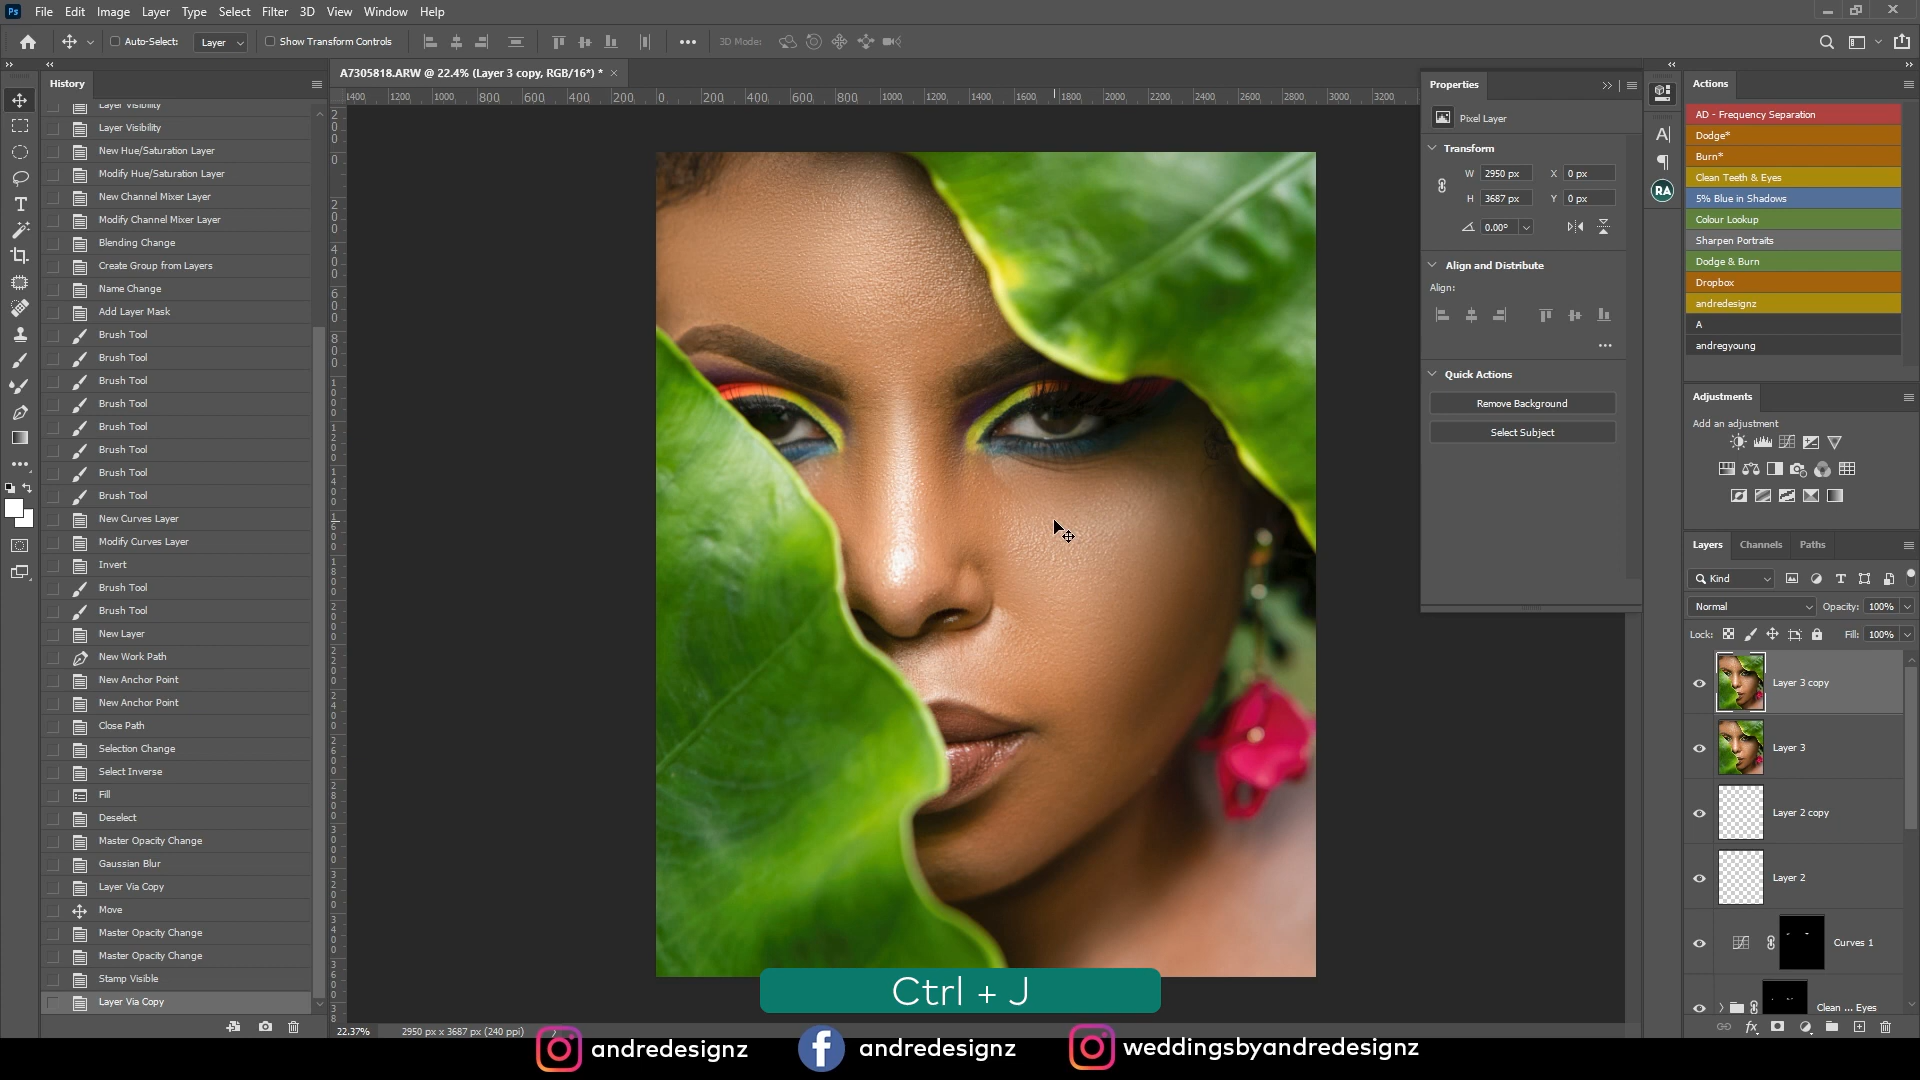 Ps File Edit Image Layer Type Select Filter 3D View Window Help
Auto-Select: Layer Show Transform Controls 3D Mode:
A7305818.ARW @ 22.4% (Layer 3 copy, RGB/16*) * ×
History
Layer Visibility
Layer Visibility
New Hue/Saturation Layer
Modify Hue/Saturation Layer
New Channel Mixer Layer
Modify Channel Mixer Layer
Blending Change
Create Group from Layers
Name Change
Add Layer Mask
Brush Tool
Brush Tool
Brush Tool
Brush Tool
Brush Tool
Brush Tool
Brush Tool
Brush Tool
New Curves Layer
Modify Curves Layer
Invert
Brush Tool
Brush Tool
New Layer
New Work Path
New Anchor Point
New Anchor Point
Close Path
Selection Change
Select Inverse
Fill
Deselect
Master Opacity Change
Gaussian Blur
Layer Via Copy
Move
Master Opacity Change
Master Opacity Change
Stamp Visible
Layer Via Copy
1400 1200 1000 800 600 400 200 0 200 400 600 800 1000 1200 1400 1600 1800 2000 2200 2400 2600 2800 3000 3200
Properties
Pixel Layer
Transform
W 2950 px X 0 px
H 3687 px Y 0 px
0.00°
Align and Distribute
Align:
Quick Actions
Remove Background
Select Subject
RA
Actions
AD - Frequency Separation
Dodge*
Burn*
Clean Teeth & Eyes
5% Blue in Shadows
Colour Lookup
Sharpen Portraits
Dodge & Burn
Dropbox
andredesignz
A
andregyoung
Adjustments
Add an adjustment
Layers Channels Paths
Kind
Normal Opacity: 100%
Lock: Fill: 100%
Layer 3 copy
Layer 3
Layer 2 copy
Layer 2
Curves 1
Clean ... Eyes
fx
22.37% 2950 px x 3687 px (240 ppi)
Ctrl + J
andredesignz andredesignz weddingsbyandredesignz